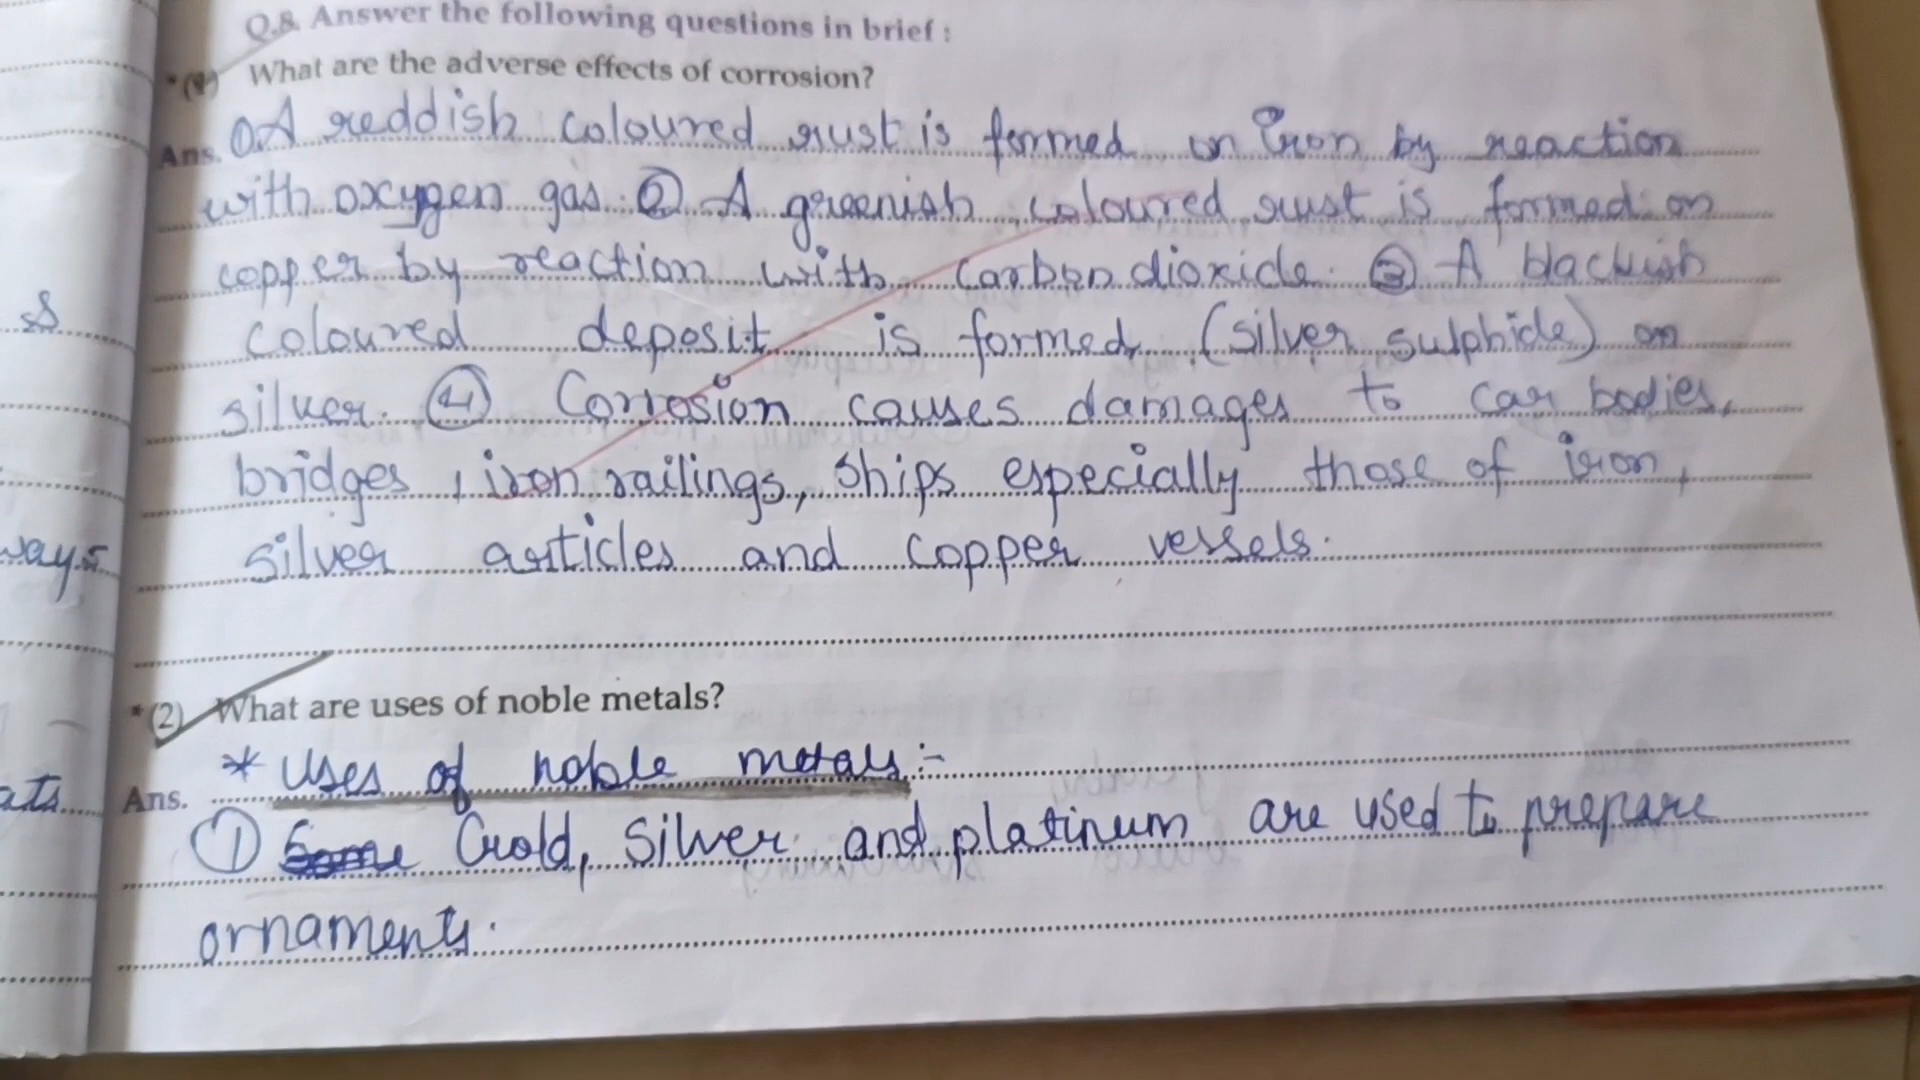 Q.8. Answer the following questions in brief :
*(1) What are the adverse effects of corrosion?
Ans. ① A reddish coloured rust is formed on iron by reaction
with oxygen gas. ② A greenish coloured rust is formed on
copper by reaction with carbon dioxide. ③ A blackish
coloured deposit is formed (silver sulphide) on
silver. ④ Corrosion causes damages to car bodies,
bridges, iron railings, ships especially those of iron,
silver articles and copper vessels.
*(2) What are uses of noble metals?
* Uses of noble metals :-
Ans.
① Gold, Silver and platinum are used to prepare
ornaments.